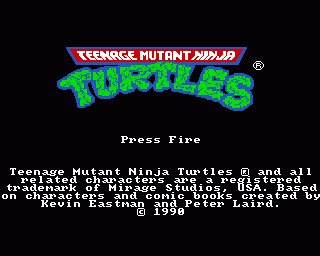 TEENAGE MUTANT NINJA
TURTLES ®
Press Fire
Teenage Mutant Ninja Turtles ® and all
related characters are a registered
trademark of Mirage Studios, USA. Based
on characters and comic books created by
Kevin Eastman and Peter Laird.
© 1990